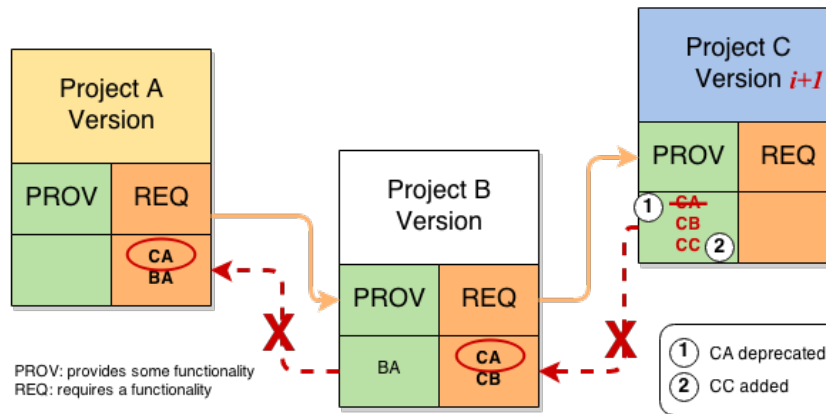 Project A
Version
PROV
REQ
CA
BA
Project B
Version
PROV
REQ
BA
CA
CB
Project C
Version i+1
PROV
REQ
1
CA
CB
CC
2
X
X
PROV: provides some functionality
REQ: requires a functionality
1 CA deprecated
2 CC added